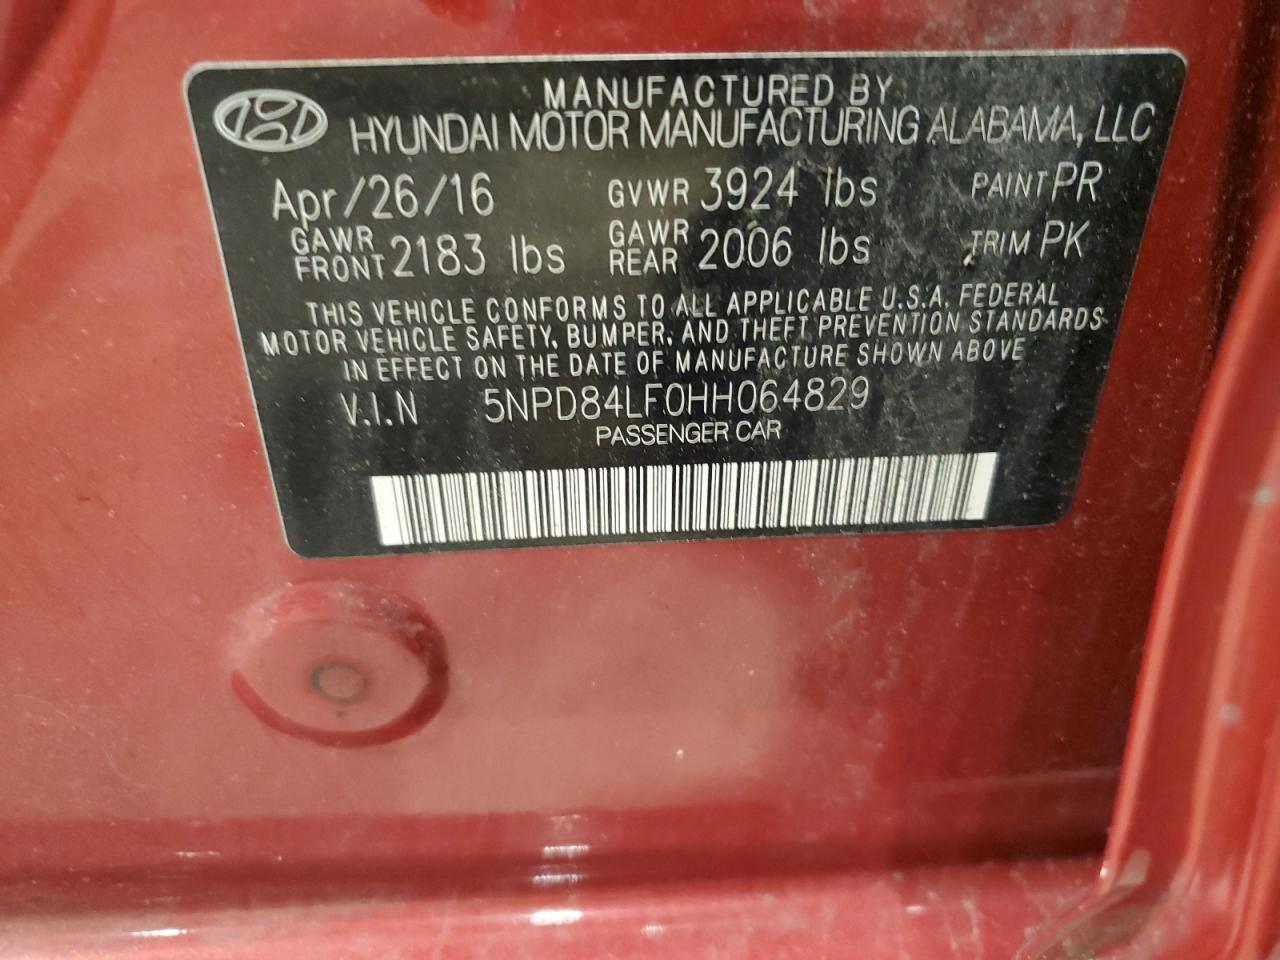 MANUFACTURED BY
HYUNDAI MOTOR MANUFACTURING ALABAMA, LLC
Apr/26/16 GVWR 3924 lbs PAINT PR
GAWR FRONT 2183 lbs GAWR REAR 2006 lbs TRIM PK
THIS VEHICLE CONFORMS TO ALL APPLICABLE U.S.A. FEDERAL
MOTOR VEHICLE SAFETY, BUMPER, AND THEFT PREVENTION STANDARDS
IN EFFECT ON THE DATE OF MANUFACTURE SHOWN ABOVE
V.I.N 5NPD84LF0HH064829
PASSENGER CAR